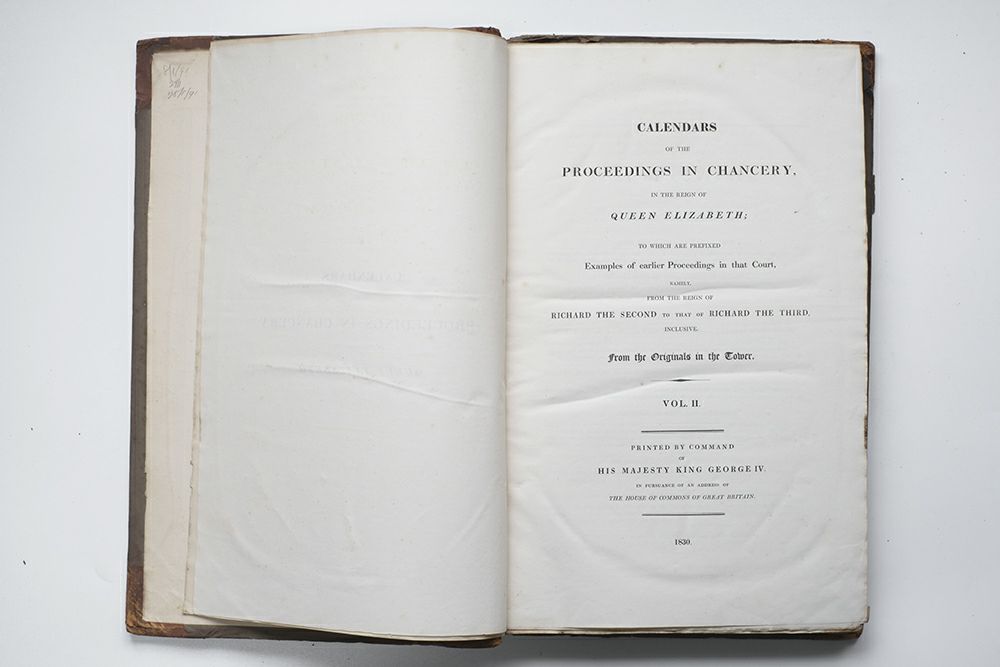 CALENDARS
OF THE
PROCEEDINGS IN CHANCERY,
IN THE REIGN OF
QUEEN ELIZABETH;
TO WHICH ARE PREFIXED
Examples of earlier Proceedings in that Court,
NAMELY,
FROM THE REIGN OF
RICHARD THE SECOND TO THAT OF RICHARD THE THIRD,
INCLUSIVE.
From the Originals in the Tower.
VOL. II.
PRINTED BY COMMAND
OF
HIS MAJESTY KING GEORGE IV.
IN PURSUANCE OF AN ADDRESS OF
THE HOUSE OF COMMONS OF GREAT BRITAIN.
1830.